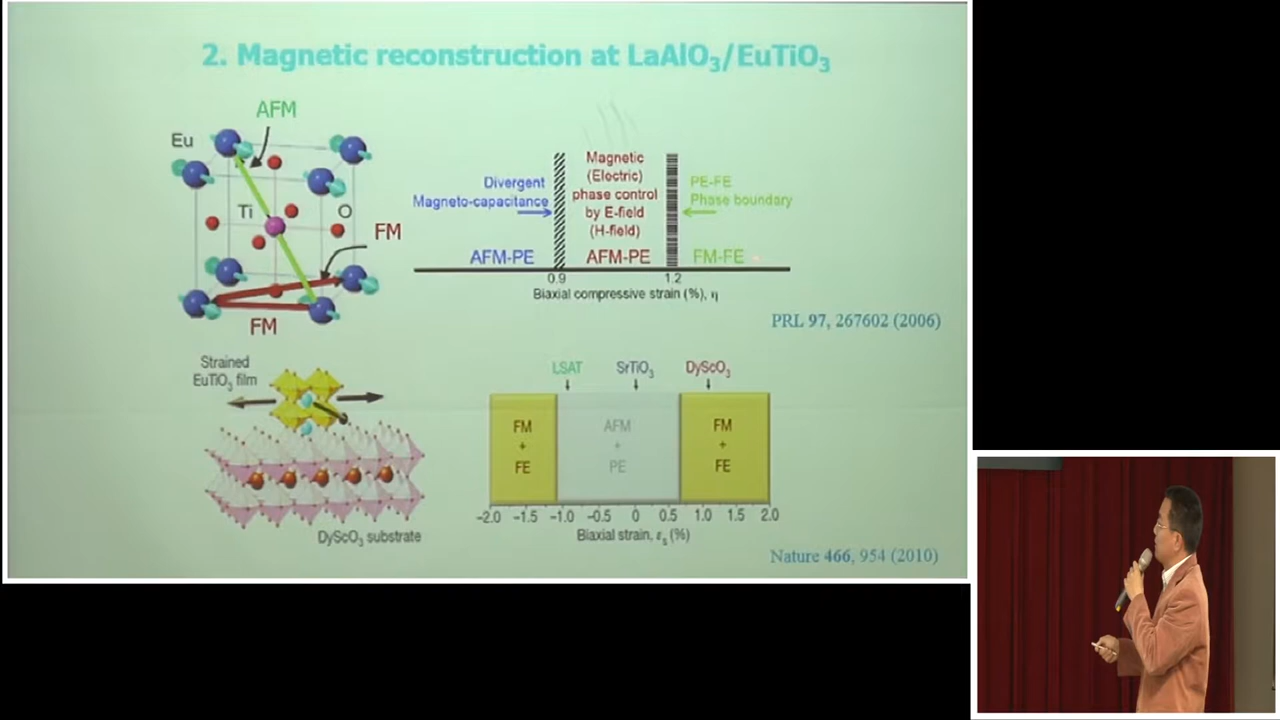 2. Magnetic reconstruction at LaAlO₃/EuTiO₃
AFM
Eu
Ti
O
FM
FM
Divergent
Magneto-capacitance
Magnetic
(Electric)
phase control
by E-field
(H-field)
PE-FE
Phase boundary
AFM-PE
AFM-PE
FM-FE
0.9
1.2
Biaxial compressive strain (%), η
PRL 97, 267602 (2006)
Strained
EuTiO₃ film
DyScO₃ substrate
LSAT
SrTiO₃
DyScO₃
FM
+
FE
AFM
+
PE
FM
+
FE
-2.0 -1.5 -1.0 -0.5 0 0.5 1.0 1.5 2.0
Biaxial strain, εs (%)
Nature 466, 954 (2010)